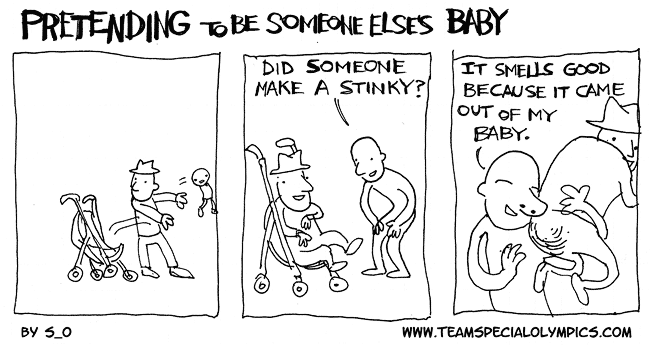 PRETENDING TO BE SOMEONE ELSE'S BABY
DID SOMEONE
MAKE A STINKY?
IT SMELLS GOOD
BECAUSE IT CAME
OUT OF MY
BABY.
BY S_O
WWW.TEAMSPECIALOLYMPICS.COM